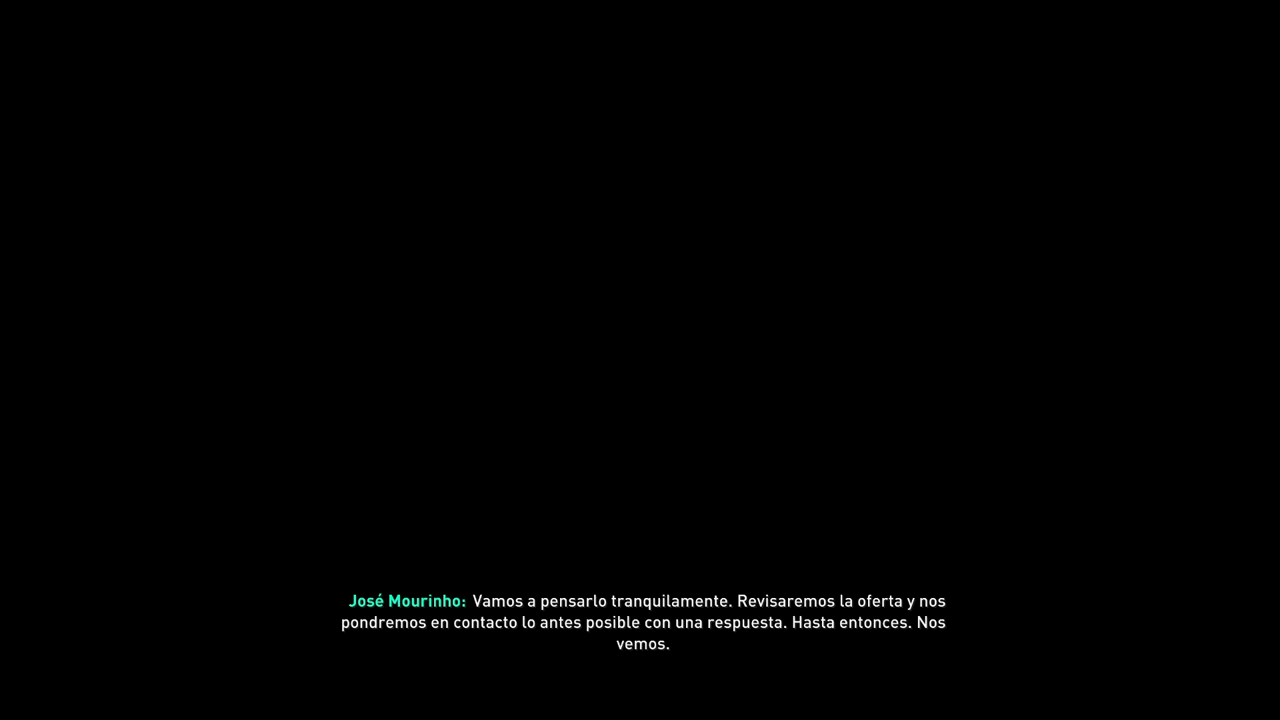 José Mourinho: Vamos a pensarlo tranquilamente. Revisaremos la oferta y nos
pondremos en contacto lo antes posible con una respuesta. Hasta entonces. Nos
vemos.